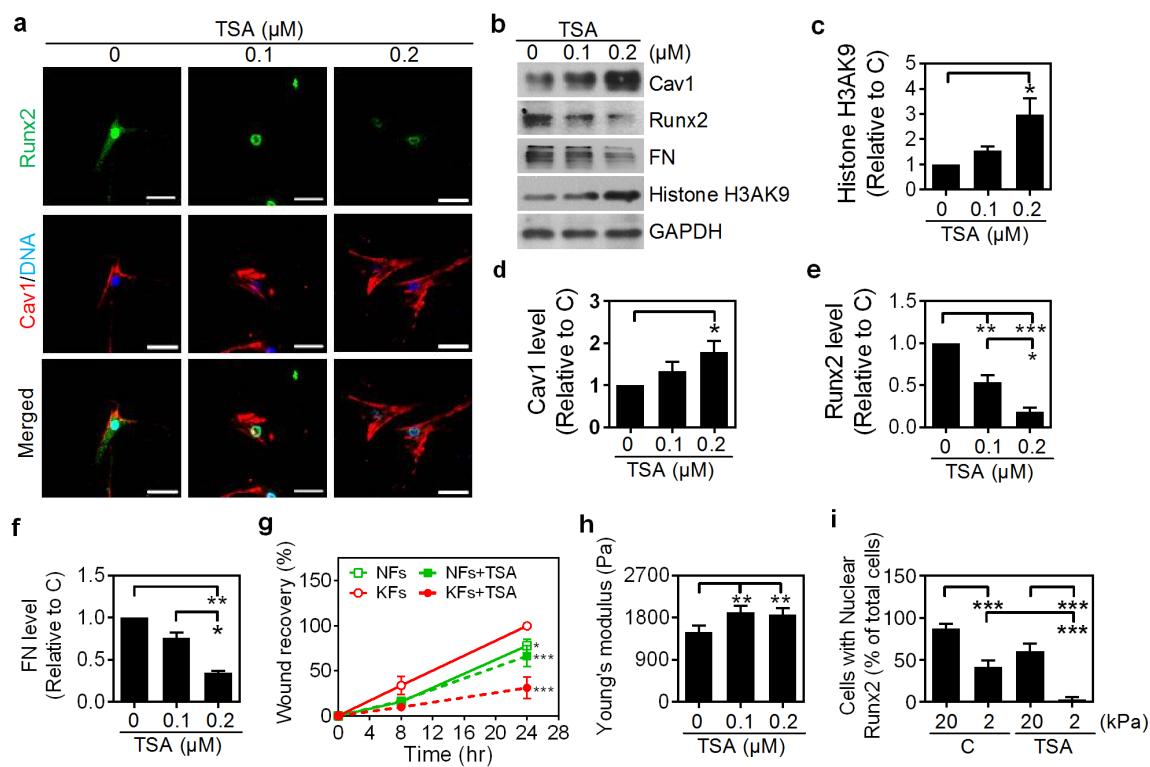 a
TSA (µM)
0 0.1 0.2
Runx2
Cav1/DNA
Merged
b
TSA
0 0.1 0.2 (µM)
Cav1
Runx2
FN
Histone H3AK9
GAPDH
c
Histone H3AK9
(Relative to C)
5
4
3
2
1
0
*
0 0.1 0.2
TSA (µM)
d
Cav1 level
(Relative to C)
3
2
1
0
*
0 0.1 0.2
TSA (µM)
e
Runx2 level
(Relative to C)
1.5
1.0
0.5
0.0
** ***
*
0 0.1 0.2
TSA (µM)
f
FN level
(Relative to C)
1.5
1.0
0.5
0.0
**
*
0 0.1 0.2
TSA (µM)
g
Wound recovery (%)
150
100
50
0
NFs NFs+TSA
KFs KFs+TSA
*
***
***
0 4 8 12 16 20 24 28
Time (hr)
h
Young's modulus (Pa)
2700
1800
900
0
** **
0 0.1 0.2
TSA (µM)
i
Cells with Nuclear
Runx2 (% of total cells)
150
100
50
0
*** ***
***
20 2 20 2 (kPa)
C TSA